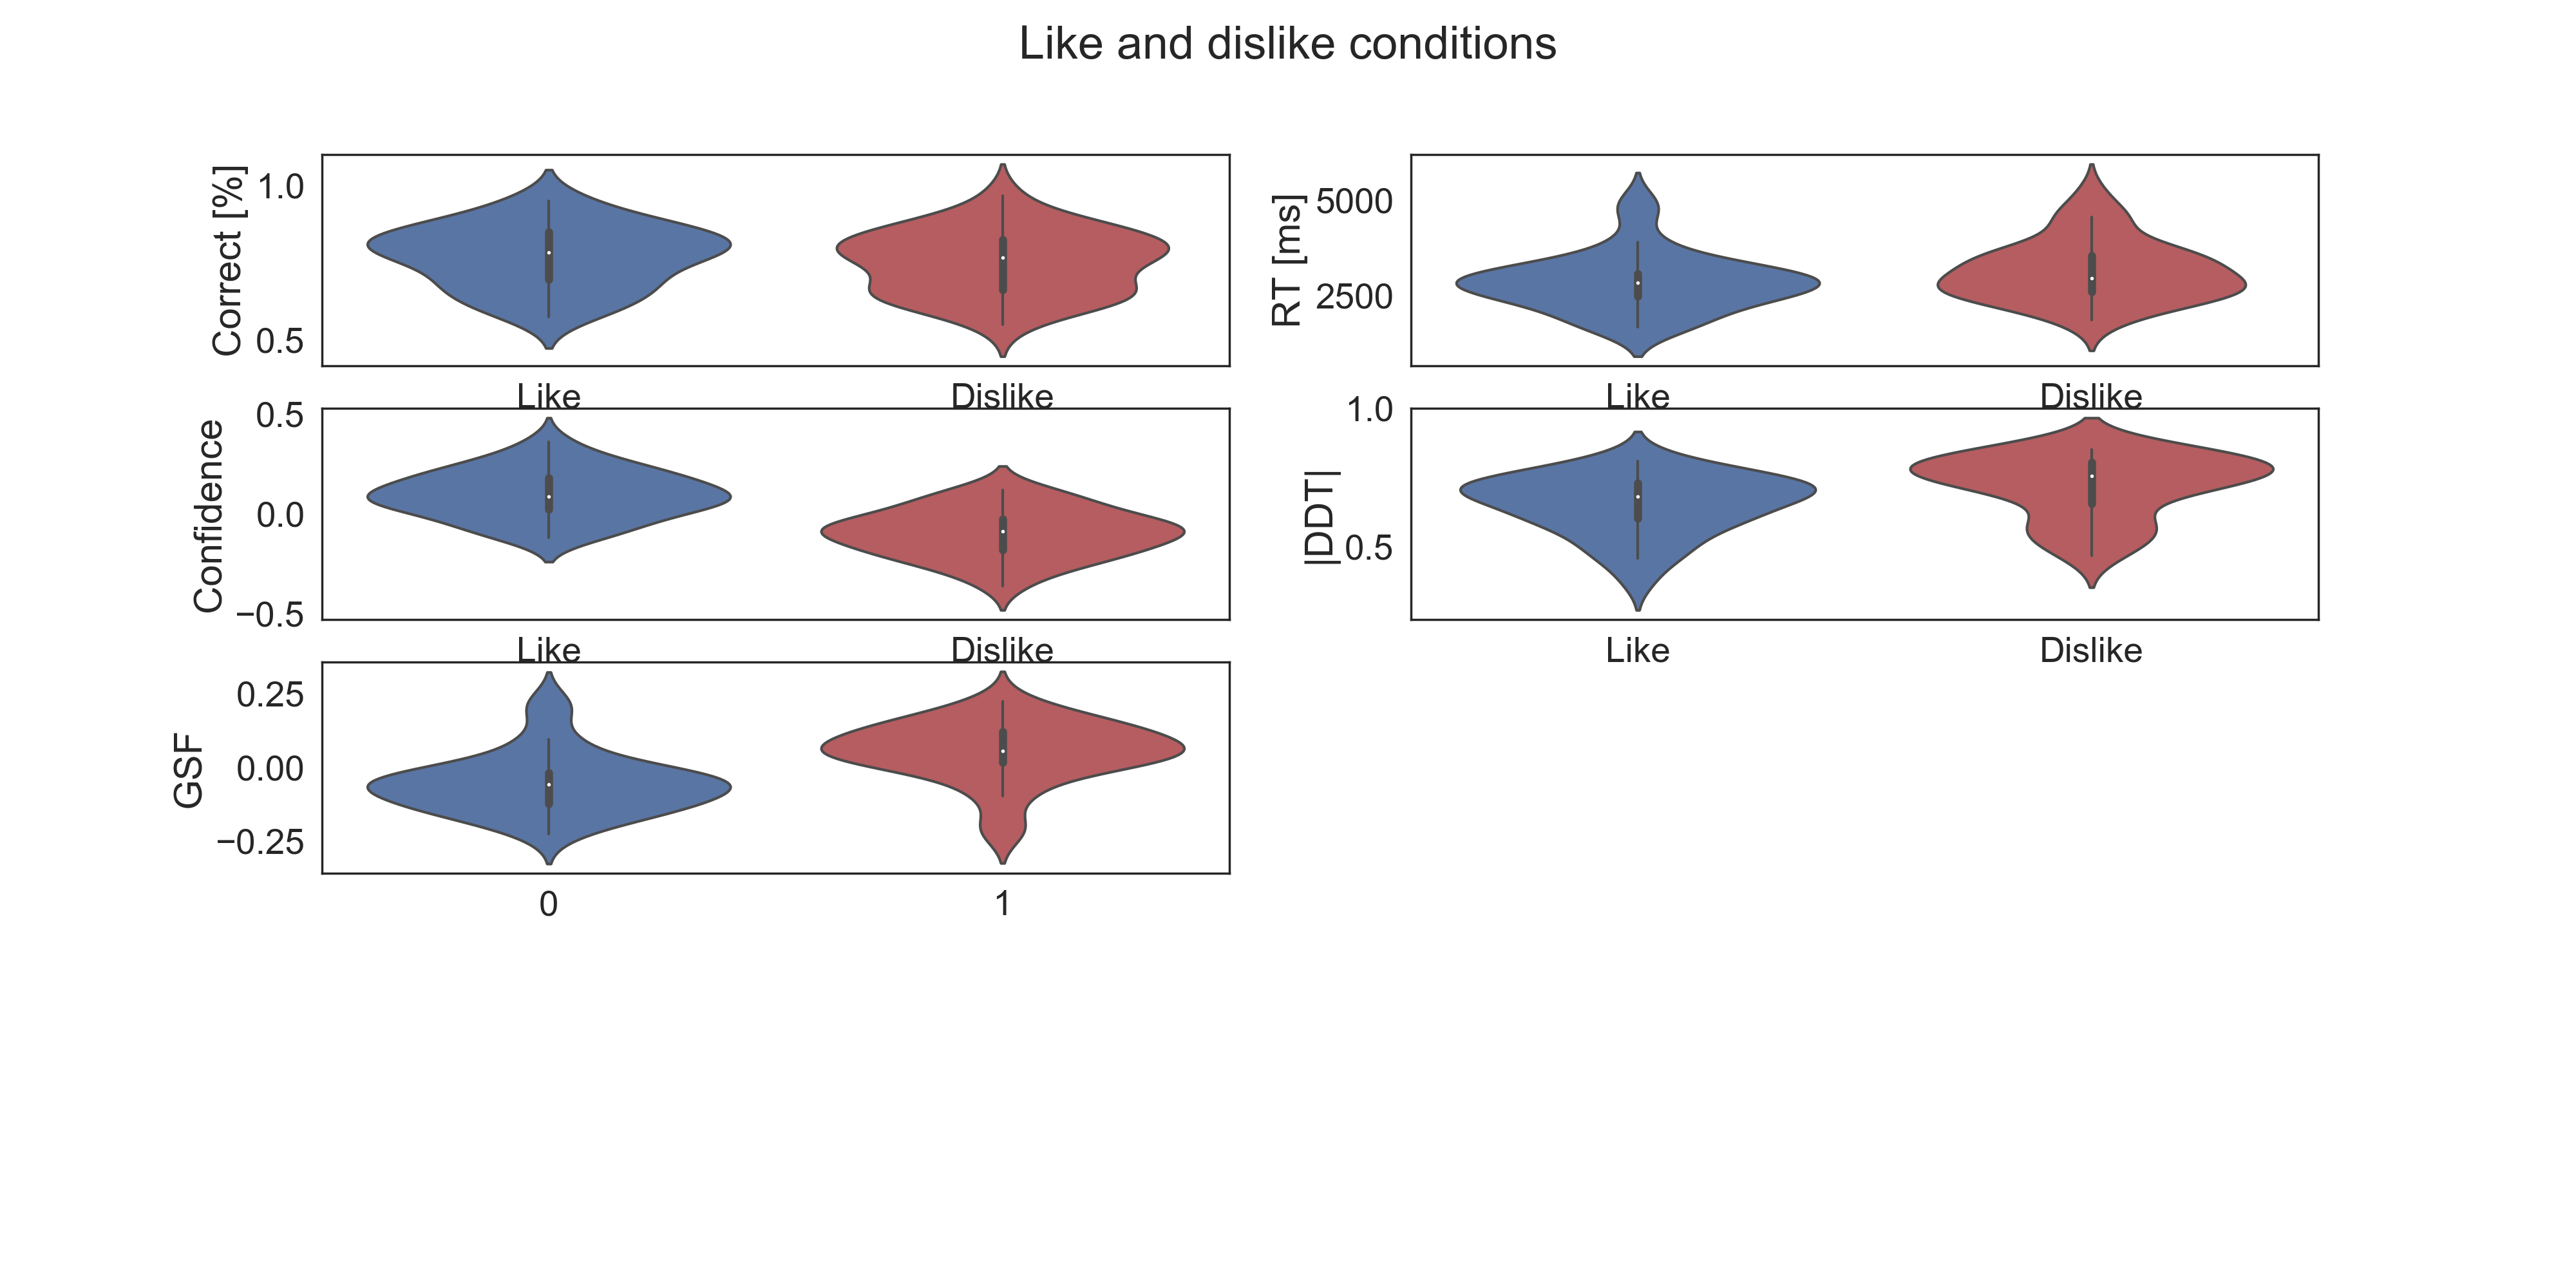 Like and dislike conditions
Correct [%]
1.0
0.5
Like
Dislike
RT [ms]
5000
2500
Like
Dislike
Confidence
0.5
0.0
−0.5
Like
Dislike
|DDT|
1.0
0.5
Like
Dislike
GSF
0.25
0.00
−0.25
0
1